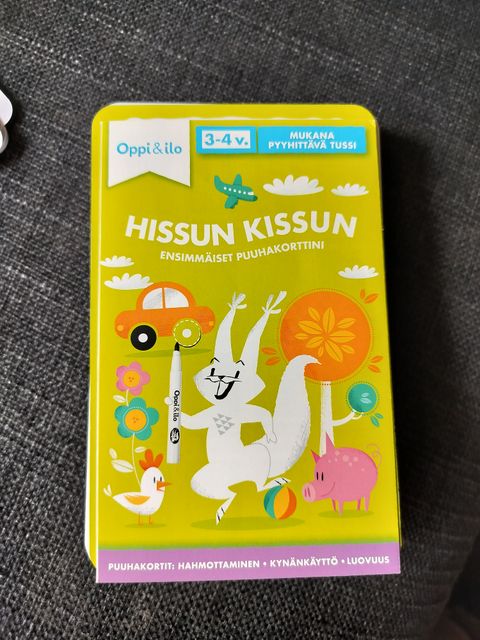 Oppi & ilo
3-4 v.
MUKANA
PYYHITTÄVÄ TUSSI
HISSUN KISSUN
ENSIMMÄISET PUUHAKORTTINI
Oppi & ilo
PUUHAKORTIT: HAHMOTTAMINEN • KYNÄNKÄYTTÖ • LUOVUUS